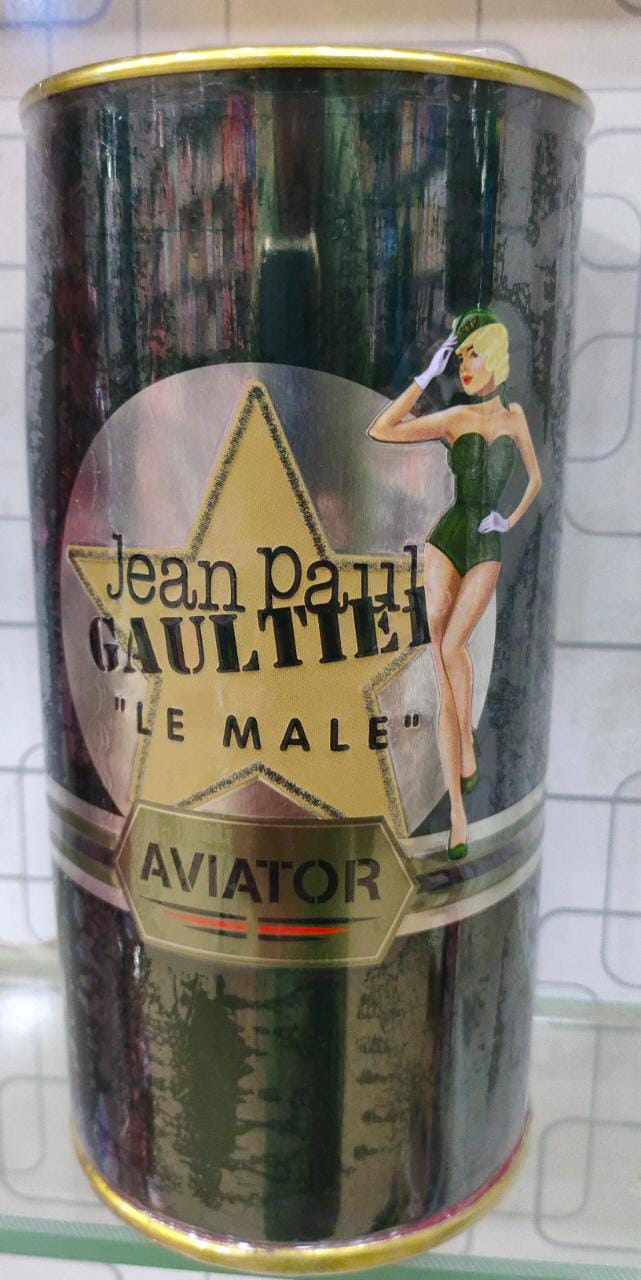 Jean Paul
GAULTIER
"LE MALE"
AVIATOR